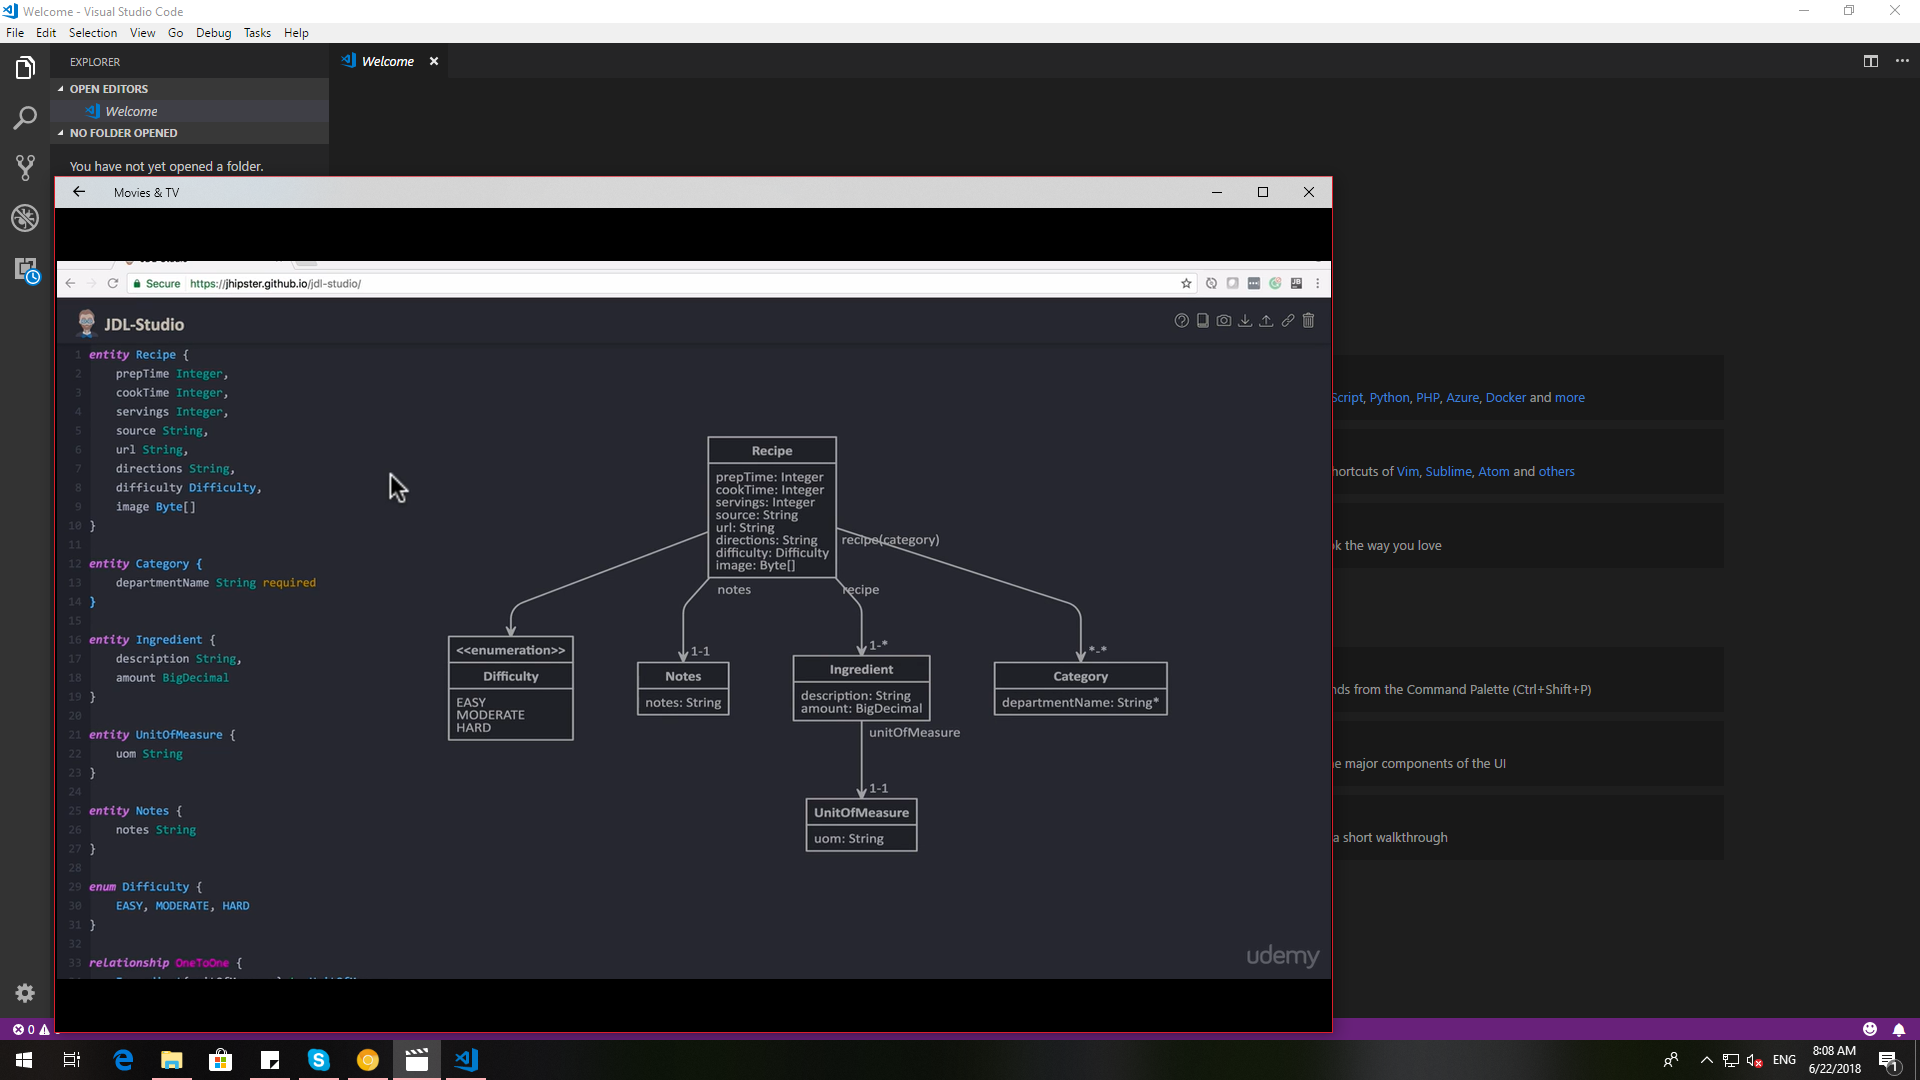 Welcome - Visual Studio Code
File Edit Selection View Go Debug Tasks Help
EXPLORER
Welcome
OPEN EDITORS
Welcome
NO FOLDER OPENED
You have not yet opened a folder.
Movies & TV
Secure https://jhipster.github.io/jdl-studio/
JDL-Studio
1 entity Recipe {
2 prepTime Integer,
3 cookTime Integer,
4 servings Integer,
5 source String,
6 url String,
7 directions String,
8 difficulty Difficulty,
9 image Byte[]
10 }
11
12 entity Category {
13 departmentName String required
14 }
15
16 entity Ingredient {
17 description String,
18 amount BigDecimal
19 }
20
21 entity UnitOfMeasure {
22 uom String
23 }
24
25 entity Notes {
26 notes String
27 }
28
29 enum Difficulty {
30 EASY, MODERATE, HARD
31 }
32
33 relationship OneToOne {
Recipe
prepTime: Integer
cookTime: Integer
servings: Integer
source: String
url: String
directions: String
difficulty: Difficulty
image: Byte[]
recipe(category)
notes
recipe
1-1
1-*
*-*
<<enumeration>>
Difficulty
EASY
MODERATE
HARD
Notes
notes: String
Ingredient
description: String
amount: BigDecimal
Category
departmentName: String*
unitOfMeasure
1-1
UnitOfMeasure
uom: String
udemy
Script, Python, PHP, Azure, Docker and more
hortcuts of Vim, Sublime, Atom and others
k the way you love
nds from the Command Palette (Ctrl+Shift+P)
e major components of the UI
a short walkthrough
0
ENG
8:08 AM
6/22/2018
1